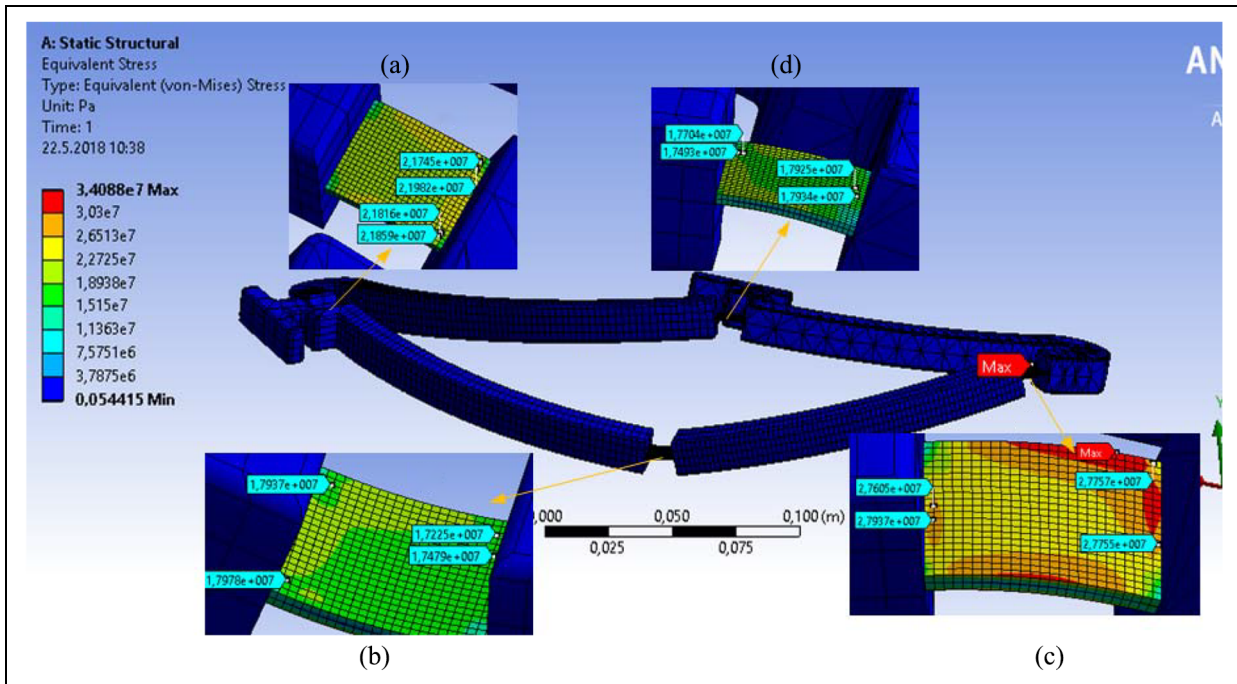 A: Static Structural
Equivalent Stress
Type: Equivalent (von-Mises) Stress
Unit: Pa
Time: 1
22.5.2018 10:38
3,4088e7 Max
3,03e7
2,6513e7
2,2725e7
1,8938e7
1,515e7
1,1363e7
7,5751e6
3,7875e6
0,054415 Min
(a)
2,1745e+007
2,1982e+007
2,1816e+007
2,1859e+007
(d)
1,7704e+007
1,7493e+007
1,7925e+007
1,7934e+007
AN
A
Max
Y
1,7937e+007
1,7225e+007
1,7479e+007
1,7978e+007
(b)
0,000 0,050 0,100 (m)
0,025 0,075
Max
2,7605e+007
2,7757e+007
2,7937e+007
2,7755e+007
(c)